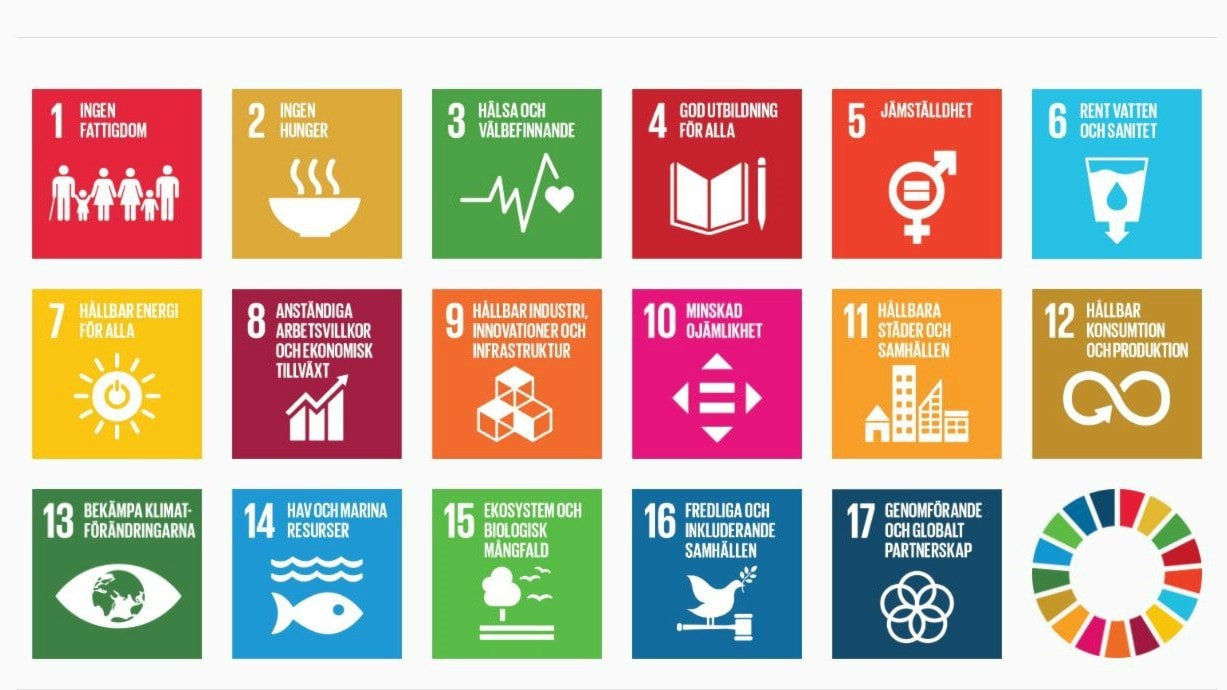 1 INGEN
FATTIGDOM
2 INGEN
HUNGER
3 HÄLSA OCH
VÄLBEFINNANDE
4 GOD UTBILDNING
FÖR ALLA
5 JÄMSTÄLLDHET
6 RENT VATTEN
OCH SANITET
7 HÅLLBAR ENERGI
FÖR ALLA
8 ANSTÄNDIGA
ARBETSVILLKOR
OCH EKONOMISK
TILLVÄXT
9 HÅLLBAR INDUSTRI,
INNOVATIONER OCH
INFRASTRUKTUR
10 MINSKAD
OJÄMLIKHET
11 HÅLLBARA
STÄDER OCH
SAMHÄLLEN
12 HÅLLBAR
KONSUMTION
OCH PRODUKTION
13 BEKÄMPA KLIMAT-
FÖRÄNDRINGARNA
14 HAV OCH MARINA
RESURSER
15 EKOSYSTEM OCH
BIOLOGISK
MÅNGFALD
16 FREDLIGA OCH
INKLUDERANDE
SAMHÄLLEN
17 GENOMFÖRANDE
OCH GLOBALT
PARTNERSKAP